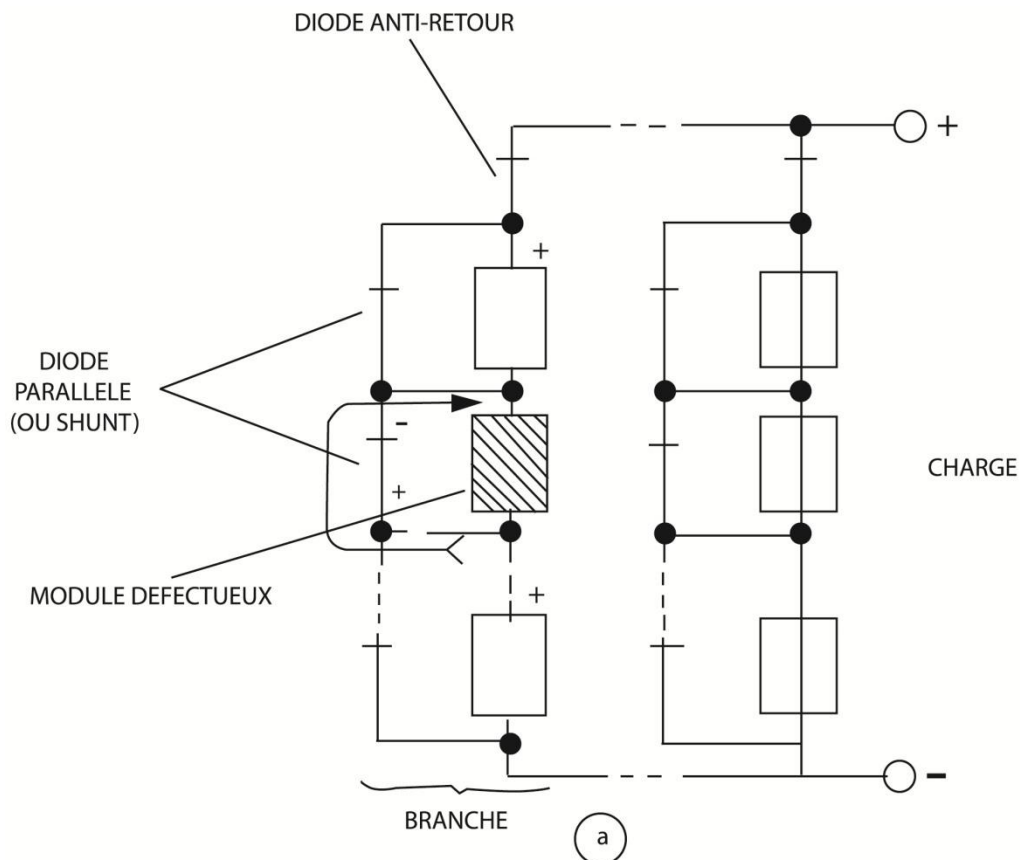 DIODE ANTI-RETOUR
+
+
DIODE
PARALLELE
(OU SHUNT)
-
+
CHARGE
MODULE DEFECTUEUX
+
-
BRANCHE
a